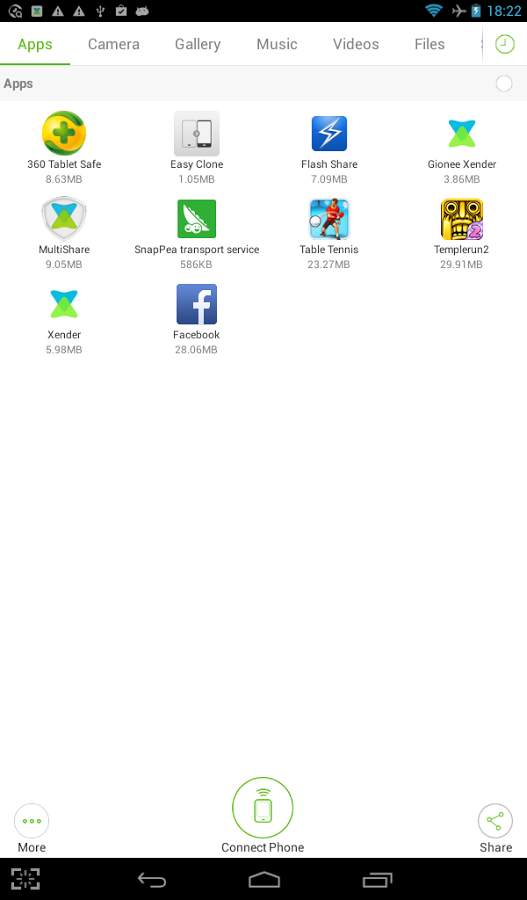 18:22
Apps Camera Gallery Music Videos Files
Apps
360 Tablet Safe Easy Clone Flash Share Gionee Xender
8.63MB 1.05MB 7.09MB 3.86MB
MultiShare SnapPea transport service Table Tennis Templerun2
9.05MB 586KB 23.27MB 29.91MB
Xender Facebook
5.98MB 28.06MB
More Connect Phone Share